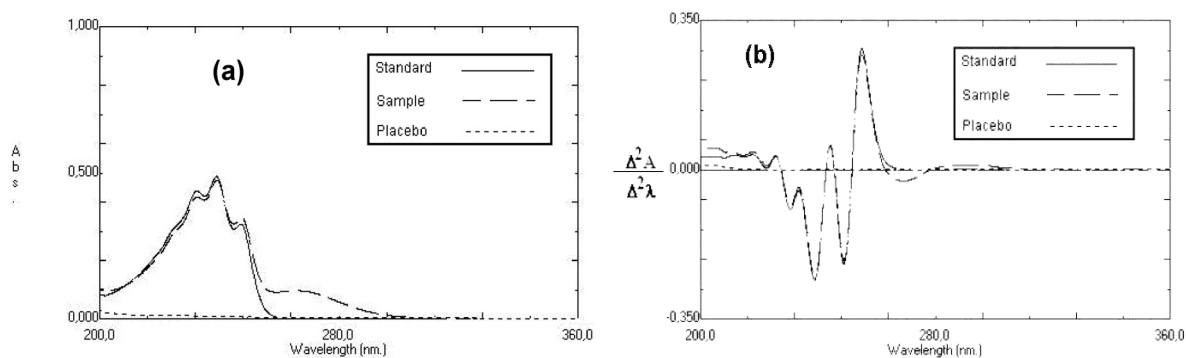 1,000
(a)
Standard
Sample
Placebo
A
b
s
.
0,500
0,000
200,0
280,0
360,0
Wavelength (nm.)
0.350
(b)
Standard
Sample
Placebo
Δ²A
Δ²λ
0.000
-0.350
200.0
280,0
360,0
Wavelength (nm.)